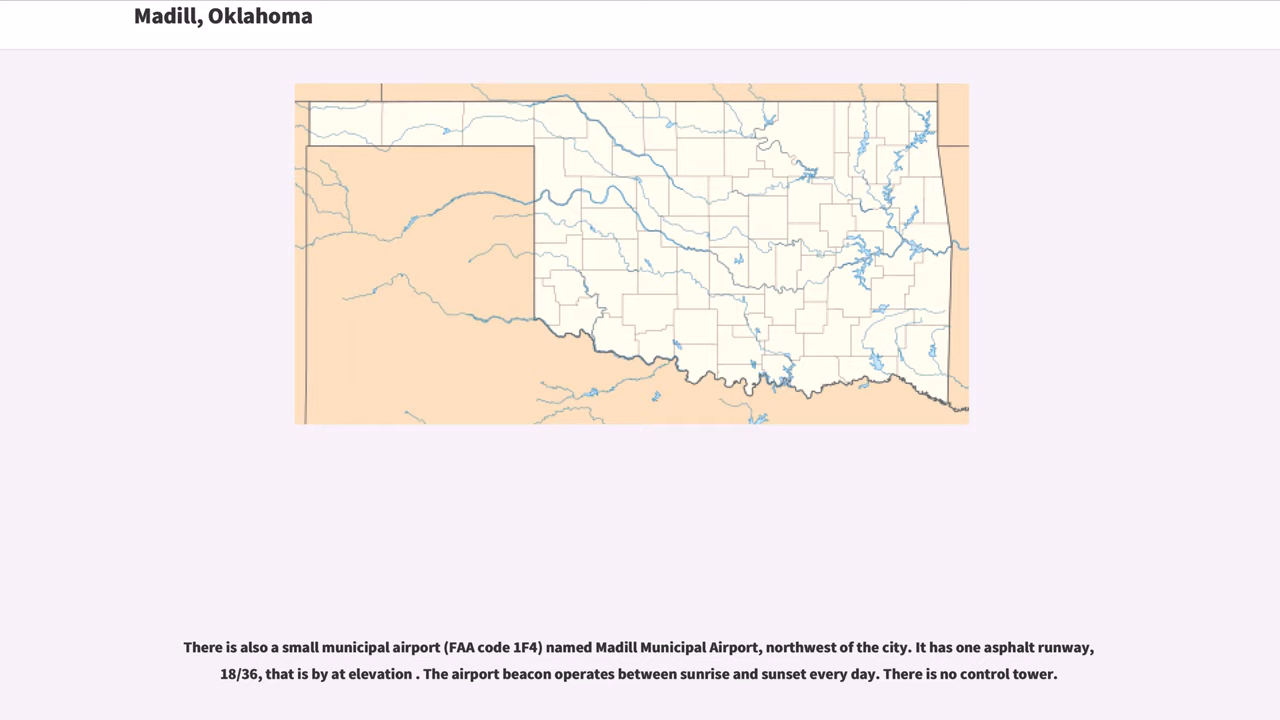 Madill, Oklahoma
There is also a small municipal airport (FAA code 1F4) named Madill Municipal Airport, northwest of the city. It has one asphalt runway,
18/36, that is by at elevation . The airport beacon operates between sunrise and sunset every day. There is no control tower.